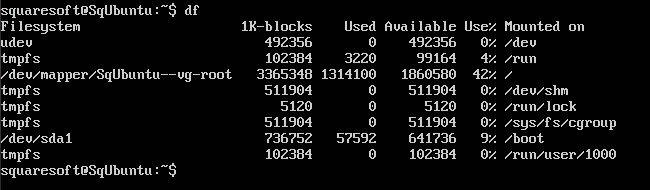 squaresoft@SqUbuntu:~$ df
Filesystem 1K-blocks Used Available Use% Mounted on
udev 492356 0 492356 0% /dev
tmpfs 102384 3220 99164 4% /run
/dev/mapper/SqUbuntu--vg-root 3365348 1314100 1860580 42% /
tmpfs 511904 0 511904 0% /dev/shm
tmpfs 5120 0 5120 0% /run/lock
tmpfs 511904 0 511904 0% /sys/fs/cgroup
/dev/sda1 736752 57592 641736 9% /boot
tmpfs 102384 0 102384 0% /run/user/1000
squaresoft@SqUbuntu:~$